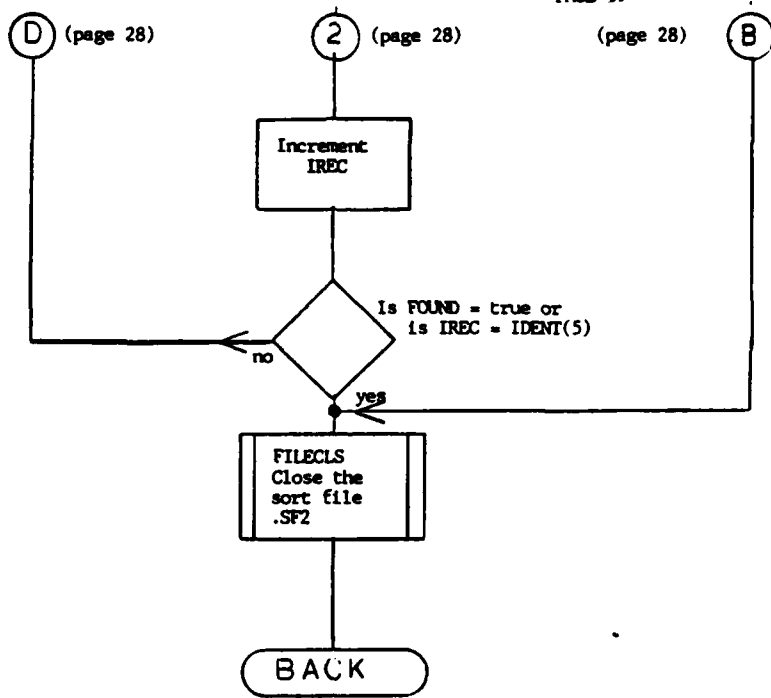 D (page 28)
2 (page 28)
(page 28) B
Increment
IREC
Is FOUND = true or
is IREC = IDENT(5)
no
yes
FILECLS
Close the
sort file
.SF2
BACK